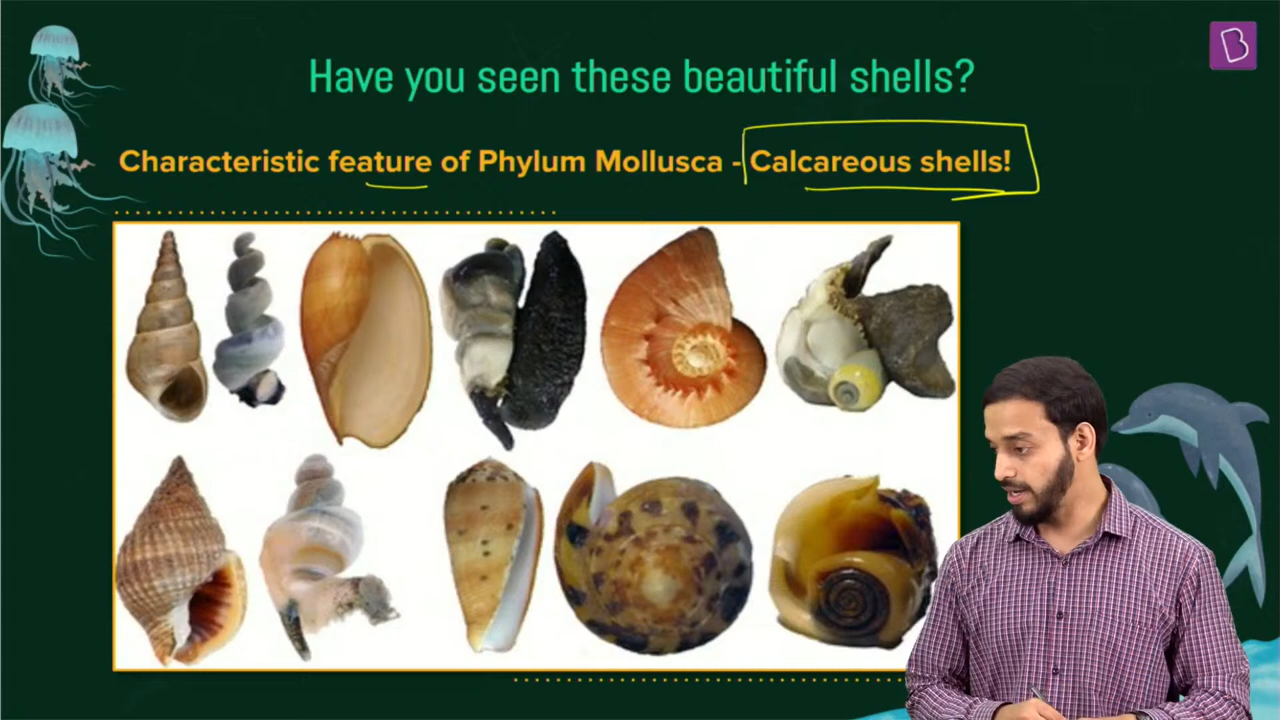 Have you seen these beautiful shells?
Characteristic feature of Phylum Mollusca - Calcareous shells!